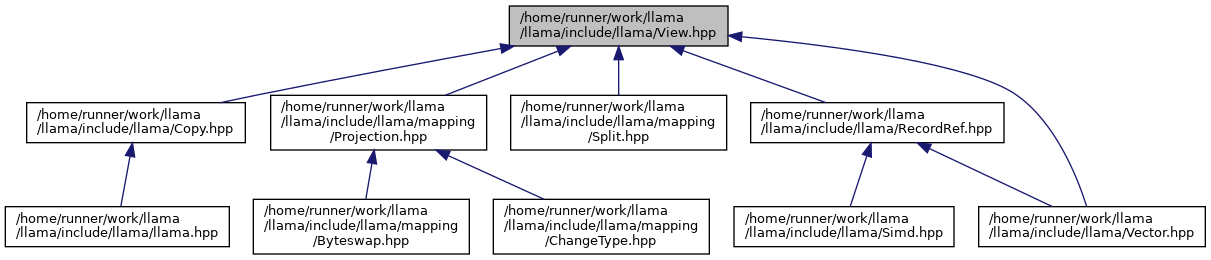 /home/runner/work/llama
/llama/include/llama/View.hpp
/home/runner/work/llama
/llama/include/llama/Copy.hpp
/home/runner/work/llama
/llama/include/llama/mapping
/Projection.hpp
/home/runner/work/llama
/llama/include/llama/mapping
/Split.hpp
/home/runner/work/llama
/llama/include/llama/RecordRef.hpp
/home/runner/work/llama
/llama/include/llama/llama.hpp
/home/runner/work/llama
/llama/include/llama/mapping
/Byteswap.hpp
/home/runner/work/llama
/llama/include/llama/mapping
/ChangeType.hpp
/home/runner/work/llama
/llama/include/llama/Simd.hpp
/home/runner/work/llama
/llama/include/llama/Vector.hpp